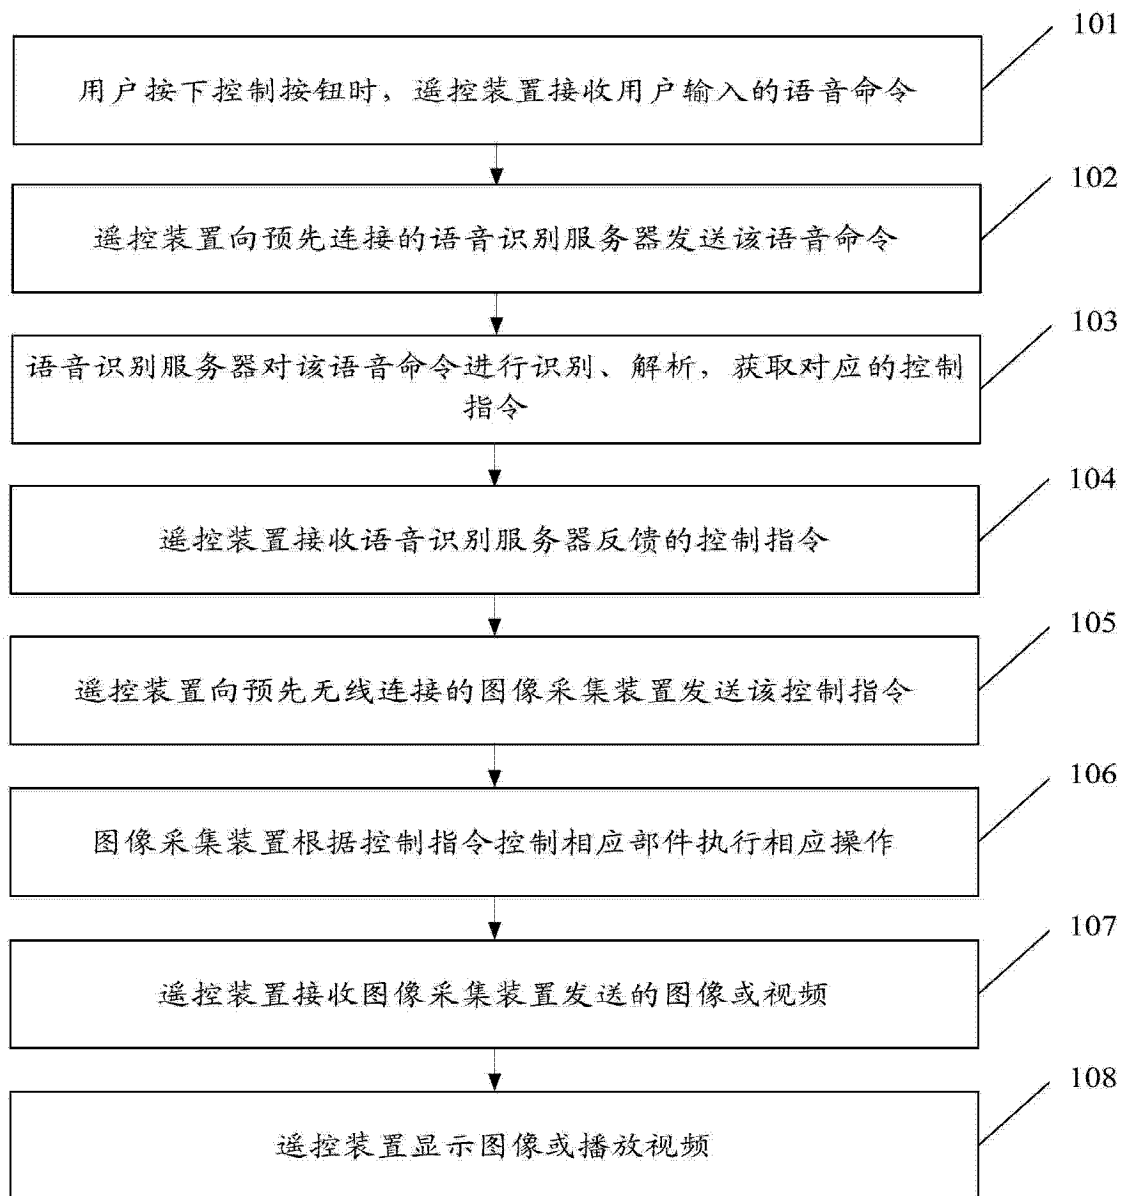 101
用户按下控制按钮时，遥控装置接收用户输入的语音命令
102
遥控装置向预先连接的语音识别服务器发送该语音命令
103
语音识别服务器对该语音命令进行识别、解析，获取对应的控制
指令
104
遥控装置接收语音识别服务器反馈的控制指令
105
遥控装置向预先无线连接的图像采集装置发送该控制指令
106
图像采集装置根据控制指令控制相应部件执行相应操作
107
遥控装置接收图像采集装置发送的图像或视频
108
遥控装置显示图像或播放视频